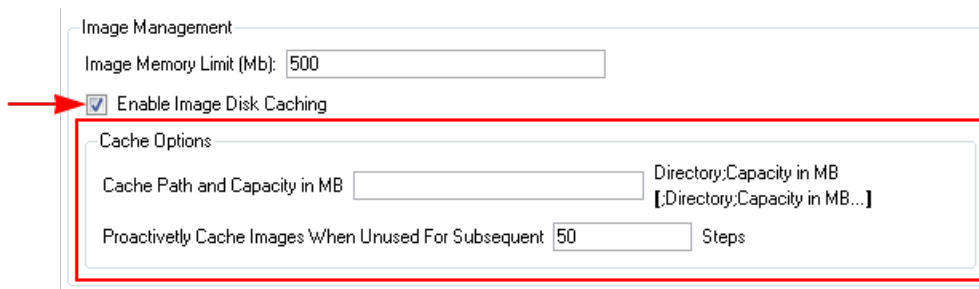 Image Management
Image Memory Limit (Mb): 500
Enable Image Disk Caching
Cache Options
Cache Path and Capacity in MB
Directory;Capacity in MB
[;Directory;Capacity in MB...]
Proactivetly Cache Images When Unused For Subsequent 50 Steps